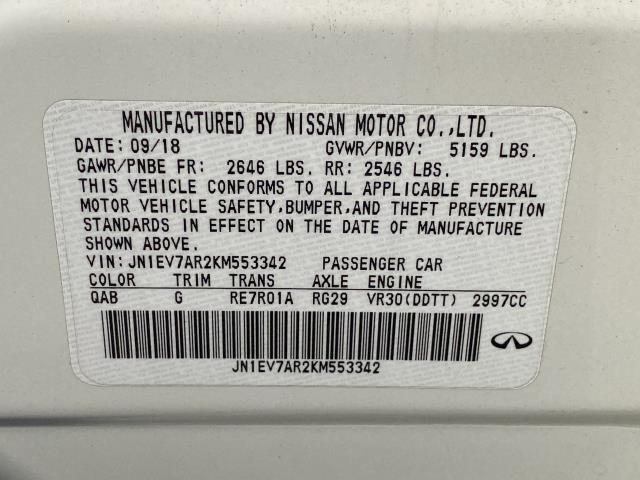 MANUFACTURED BY NISSAN MOTOR CO.,LTD.
DATE: 09/18 GVWR/PNBV: 5159 LBS.
GAWR/PNBE FR: 2646 LBS. RR: 2546 LBS.
THIS VEHICLE CONFORMS TO ALL APPLICABLE FEDERAL
MOTOR VEHICLE SAFETY,BUMPER,AND THEFT PREVENTION
STANDARDS IN EFFECT ON THE DATE OF MANUFACTURE
SHOWN ABOVE.
VIN: JN1EV7AR2KM553342 PASSENGER CAR
COLOR TRIM TRANS AXLE ENGINE
QAB G RE7R01A RG29 VR30(DDTT) 2997CC
JN1EV7AR2KM553342